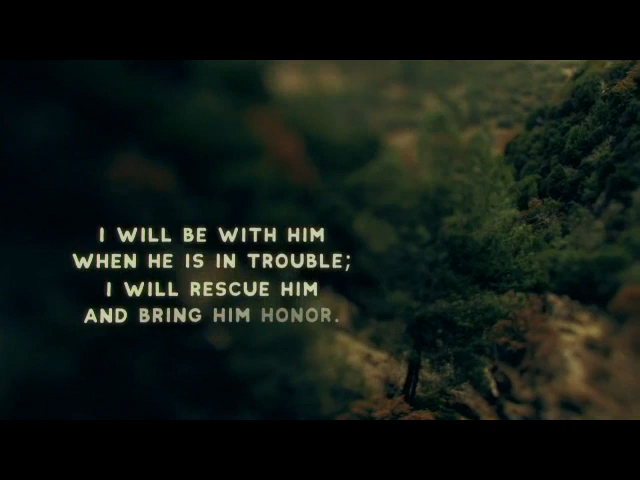 I WILL BE WITH HIM
WHEN HE IS IN TROUBLE;
I WILL RESCUE HIM
AND BRING HIM HONOR.